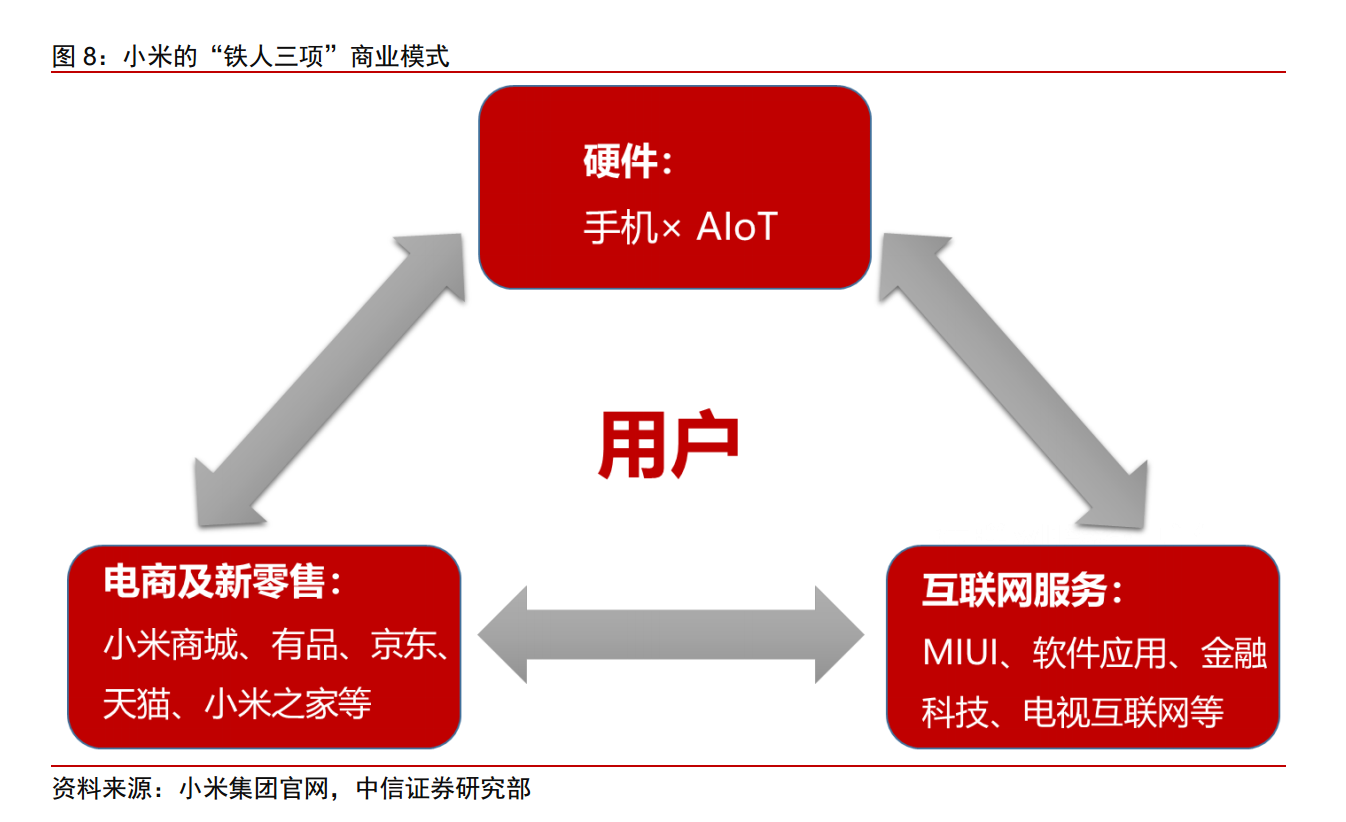 图 8：小米的“铁人三项”商业模式
硬件：
手机× AIoT
用户
电商及新零售：
小米商城、有品、京东、
天猫、小米之家等
互联网服务：
MIUI、软件应用、金融
科技、电视互联网等
资料来源：小米集团官网，中信证券研究部